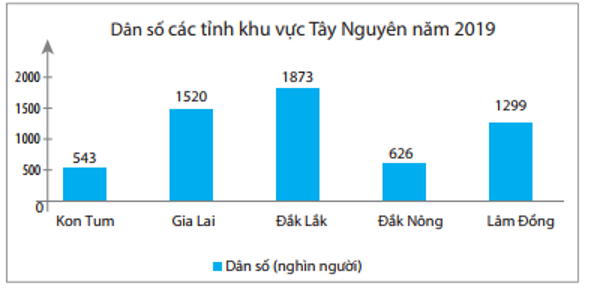 Dân số các tỉnh khu vực Tây Nguyên năm 2019
2000
1500
1000
500
0
543
1520
1873
626
1299
Kon Tum
Gia Lai
Đắk Lắk
Đắk Nông
Lâm Đồng
Dân số (nghìn người)